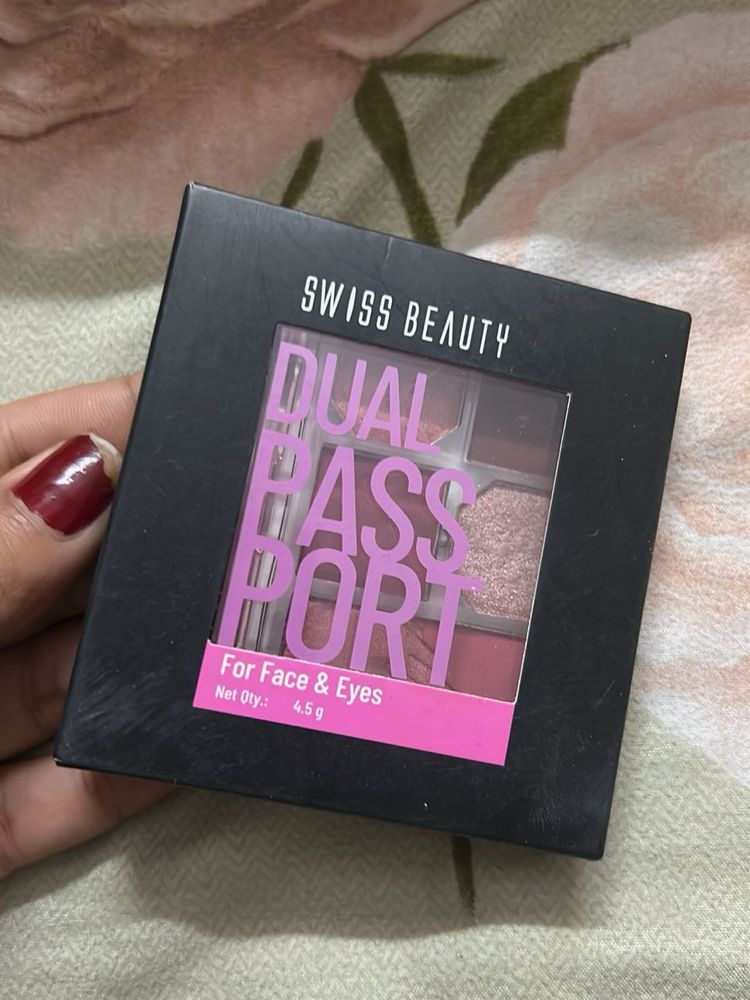 SWISS BEAUTY
DUAL
PASS
PORT
For Face & Eyes
Net Qty.: 4.5 g